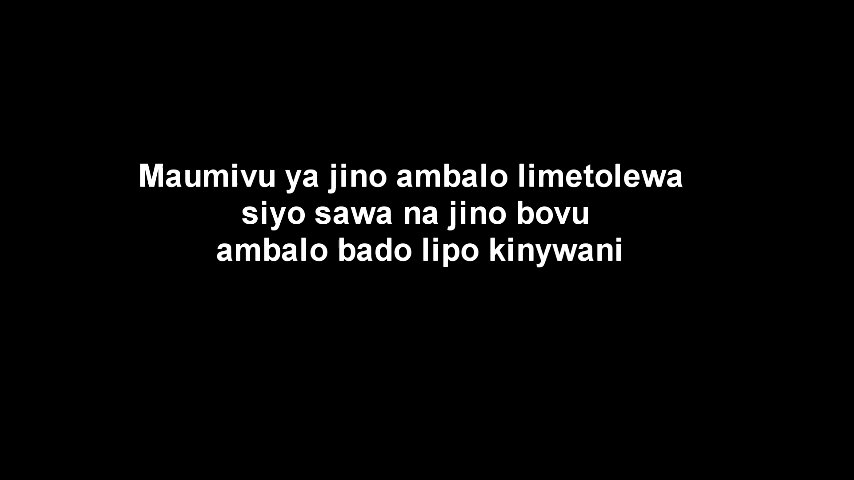 Maumivu ya jino ambalo limetolewa
siyo sawa na jino bovu
ambalo bado lipo kinywani